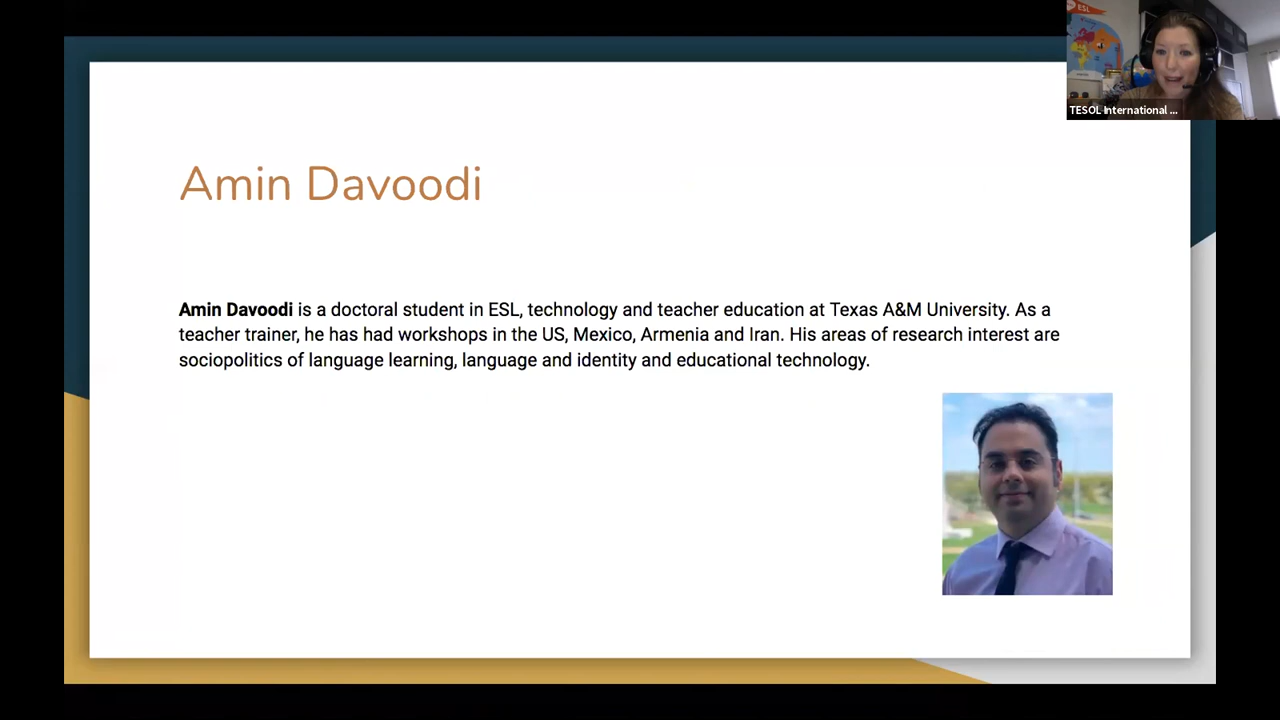 ESL
TESOL International ...
Amin Davoodi
Amin Davoodi is a doctoral student in ESL, technology and teacher education at Texas A&M University. As a
teacher trainer, he has had workshops in the US, Mexico, Armenia and Iran. His areas of research interest are
sociopolitics of language learning, language and identity and educational technology.